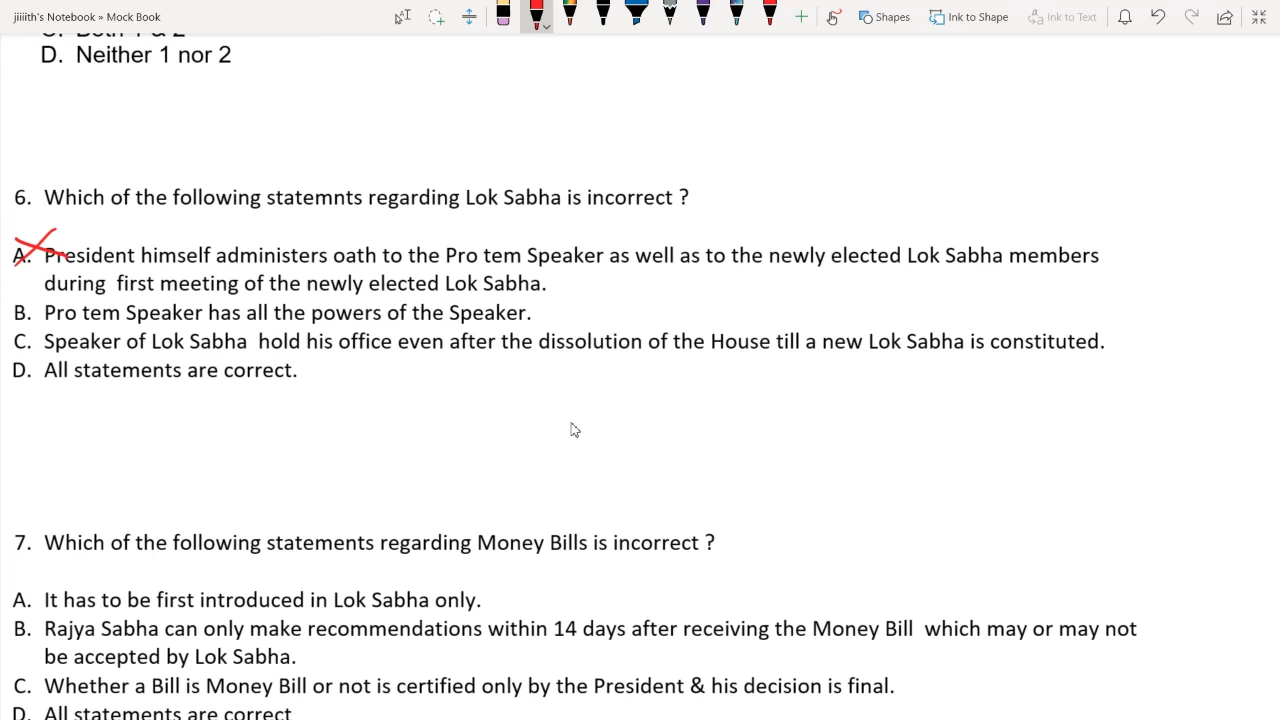 jiiiith's Notebook » Mock Book
Shapes
Ink to Shape
Ink to Text
C. Both 1 & 2
D. Neither 1 nor 2
6. Which of the following statemnts regarding Lok Sabha is incorrect ?
A. President himself administers oath to the Pro tem Speaker as well as to the newly elected Lok Sabha members
during first meeting of the newly elected Lok Sabha.
B. Pro tem Speaker has all the powers of the Speaker.
C. Speaker of Lok Sabha hold his office even after the dissolution of the House till a new Lok Sabha is constituted.
D. All statements are correct.
7. Which of the following statements regarding Money Bills is incorrect ?
A. It has to be first introduced in Lok Sabha only.
B. Rajya Sabha can only make recommendations within 14 days after receiving the Money Bill which may or may not
be accepted by Lok Sabha.
C. Whether a Bill is Money Bill or not is certified only by the President & his decision is final.
D. All statements are correct